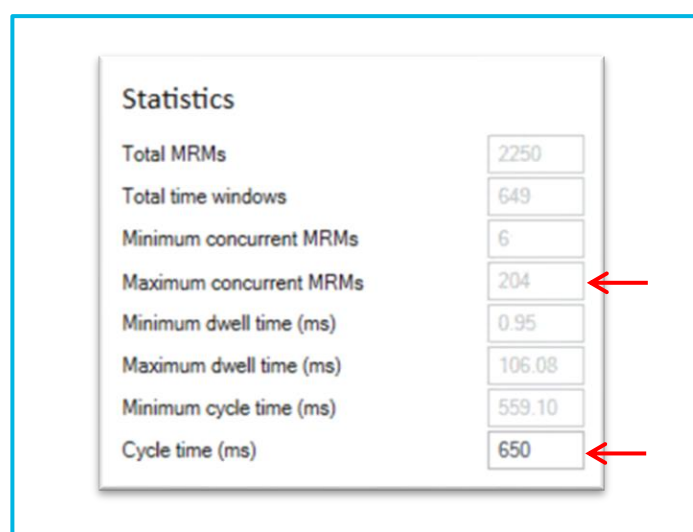 Statistics
Total MRMs 2250
Total time windows 649
Minimum concurrent MRMs 6
Maximum concurrent MRMs 204
Minimum dwell time (ms) 0.95
Maximum dwell time (ms) 106.08
Minimum cycle time (ms) 559.10
Cycle time (ms) 650